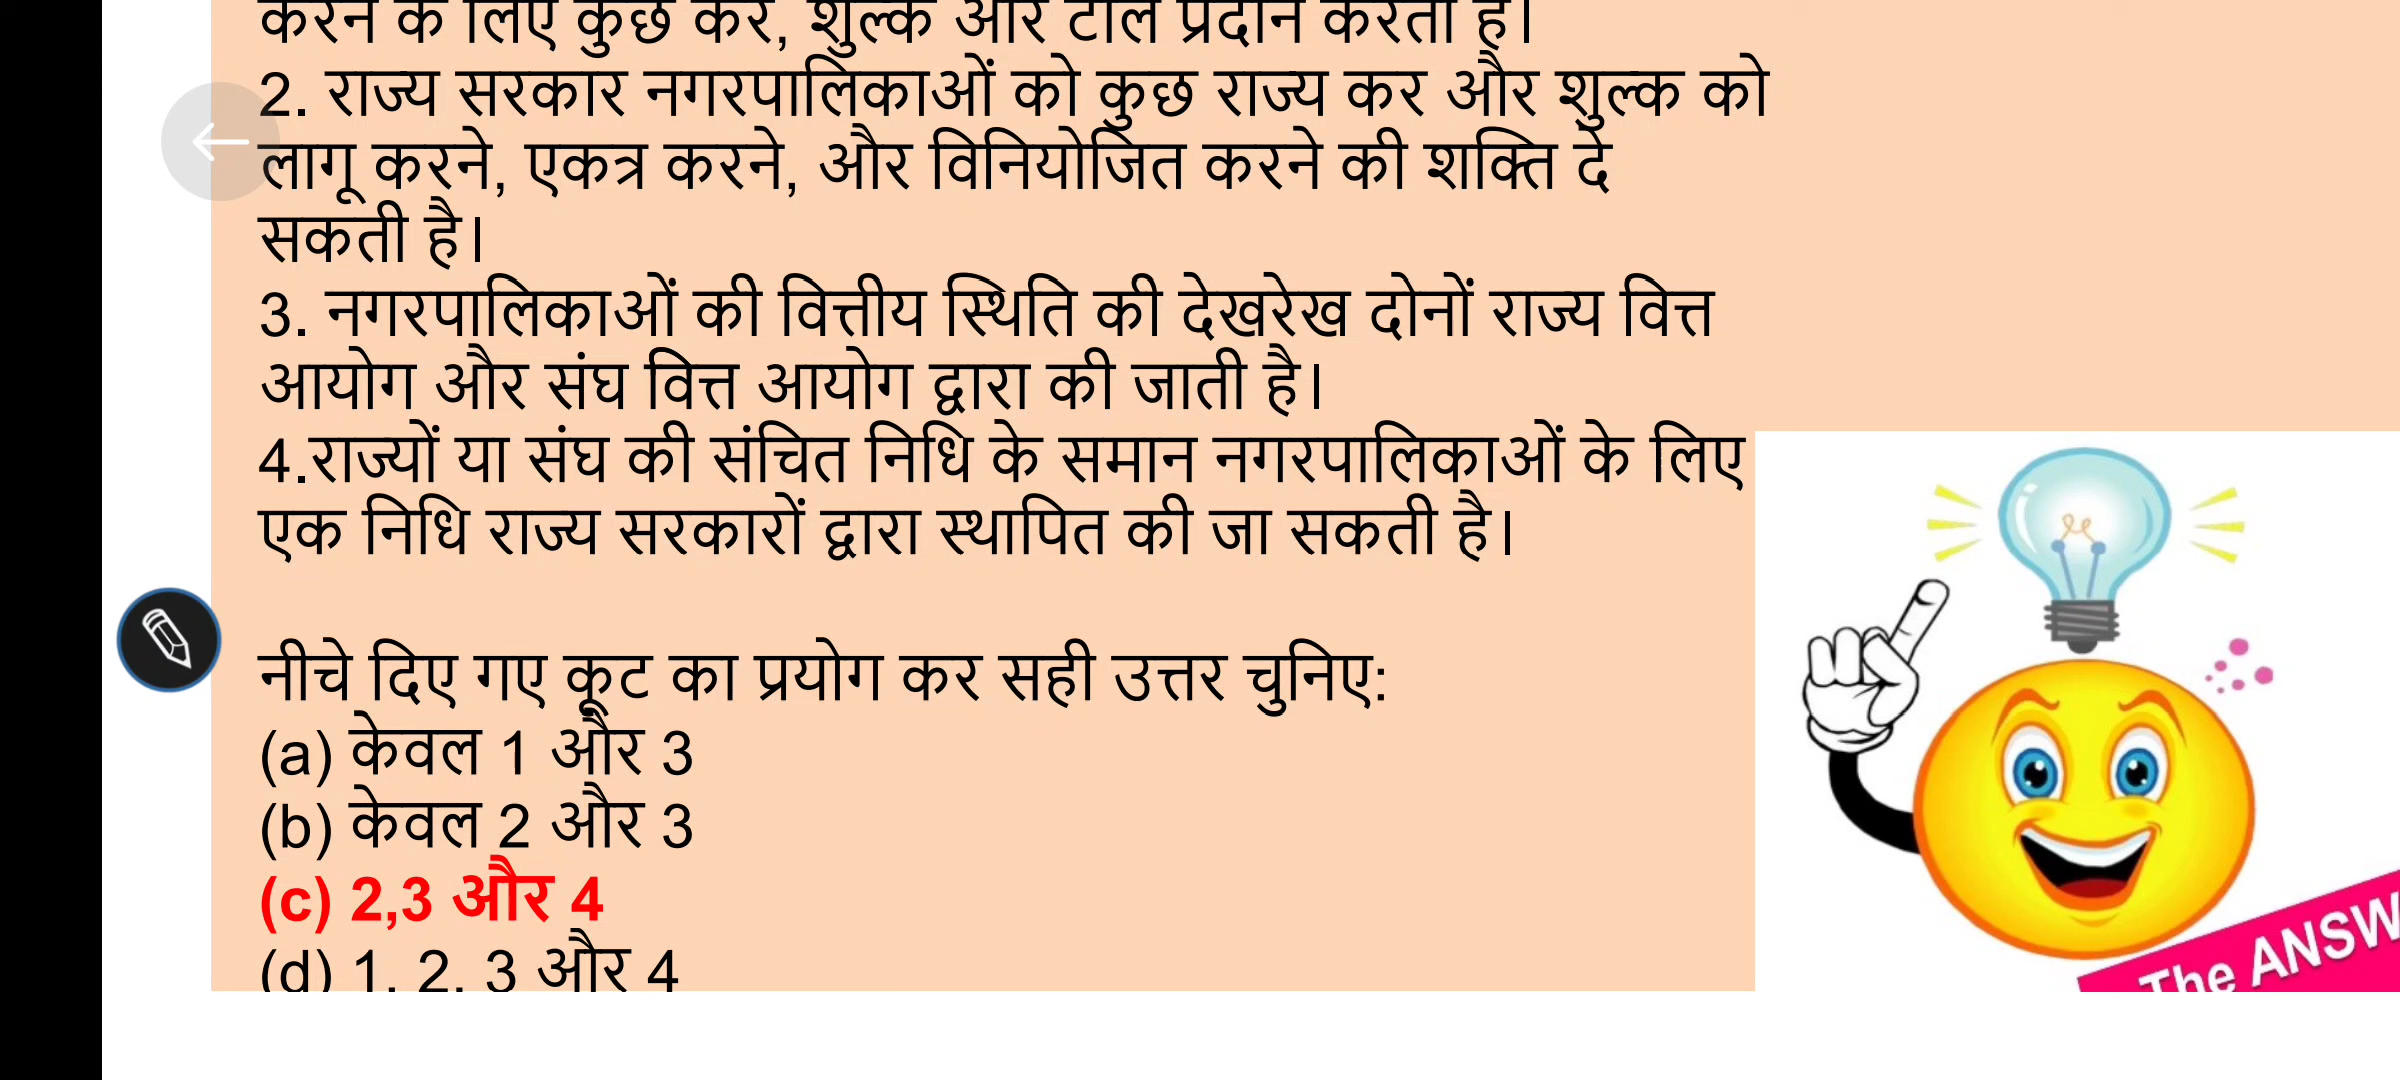 करने के लिए कुछ कर, शुल्क और टोल प्रदान करता है।
2. राज्य सरकार नगरपालिकाओं को कुछ राज्य कर और शुल्क को
लागू करने, एकत्र करने, और विनियोजित करने की शक्ति दे
सकती है।
3. नगरपालिकाओं की वित्तीय स्थिति की देखरेख दोनों राज्य वित्त
आयोग और संघ वित्त आयोग द्वारा की जाती है।
4.राज्यों या संघ की संचित निधि के समान नगरपालिकाओं के लिए
एक निधि राज्य सरकारों द्वारा स्थापित की जा सकती है।
नीचे दिए गए कूट का प्रयोग कर सही उत्तर चुनिए:
(a) केवल 1 और 3
(b) केवल 2 और 3
(c) 2,3 और 4
(d) 1, 2, 3 और 4
The ANSW